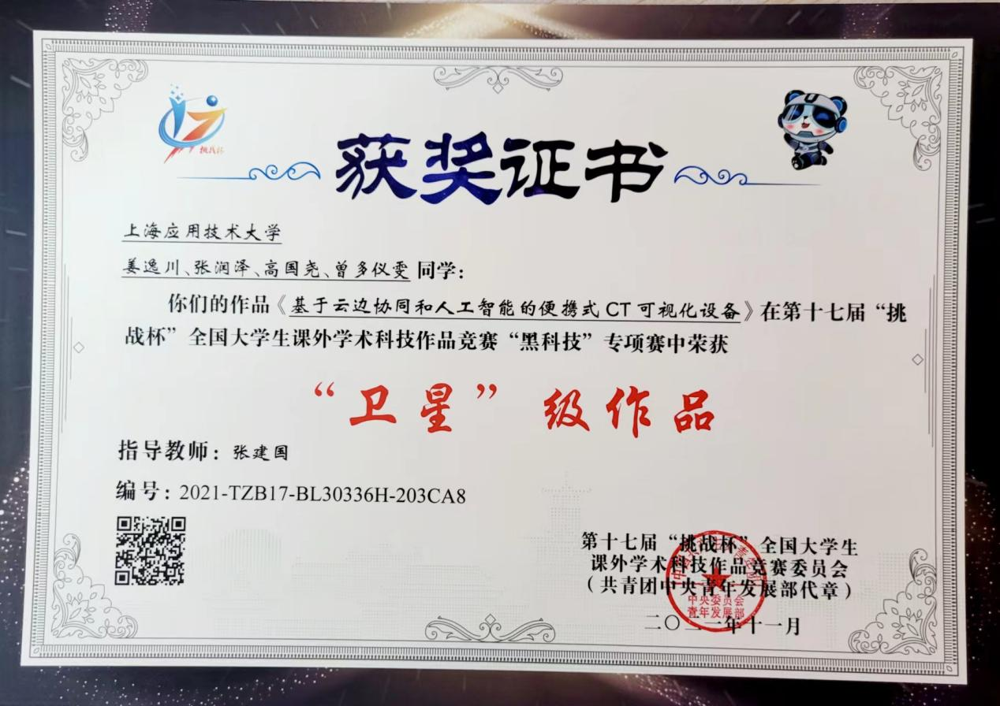 挑战杯
获奖证书
上海应用技术大学
姜逸川、张润泽、高国尧、曾多仪雯 同学：
你们的作品《基于云边协同和人工智能的便携式CT可视化设备》在第十七届“挑
战杯”全国大学生课外学术科技作品竞赛“黑科技”专项赛中荣获
“卫星”级作品
指导教师：张建国
编号：2021-TZB17-BL30336H-203CA8
第十七届“挑战杯”全国大学生
课外学术科技作品竞赛委员会
（共青团中央青年发展部代章）
中央委员会
青年发展部
二〇二一年十一月